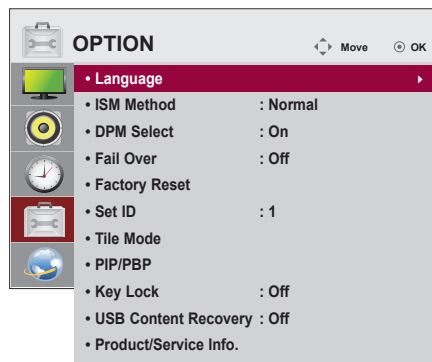 OPTION Move OK
• Language
• ISM Method : Normal
• DPM Select : On
• Fail Over : Off
• Factory Reset
• Set ID : 1
• Tile Mode
• PIP/PBP
• Key Lock : Off
• USB Content Recovery : Off
• Product/Service Info.